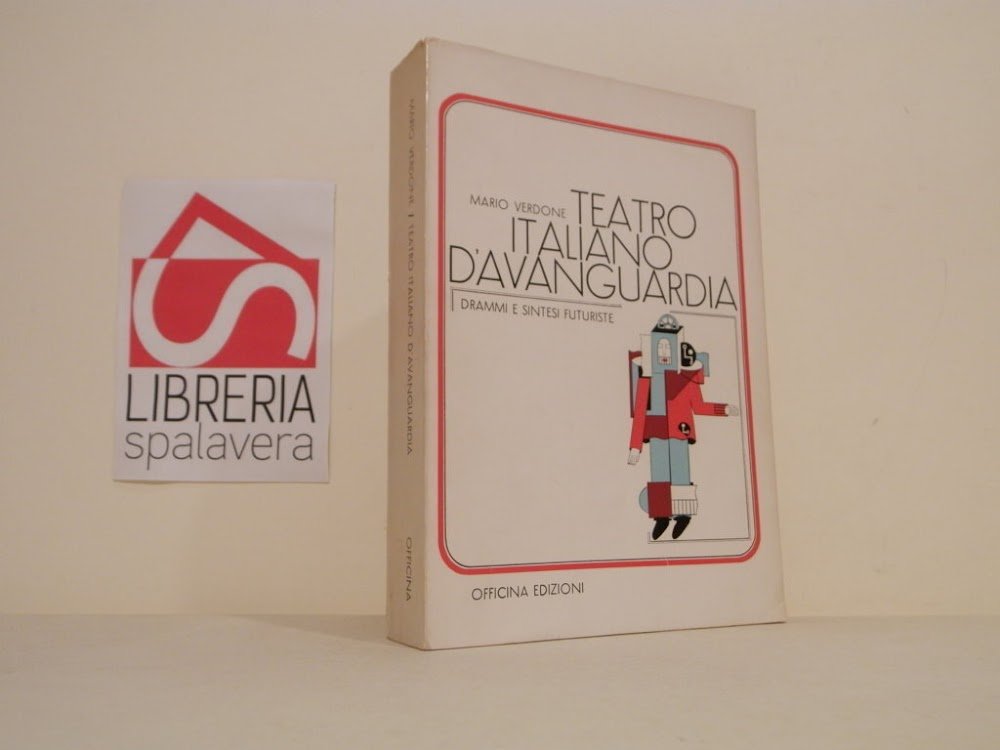 LIBRERIA
spalavera
MARIO VERDONE / TEATRO ITALIANO D'AVANGUARDIA
OFFICINA
MARIO VERDONE
TEATRO
ITALIANO
D'AVANGUARDIA
DRAMMI E SINTESI FUTURISTE
OFFICINA EDIZIONI